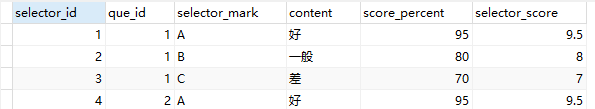 selector_id que_id selector_mark content score_percent selector_score
1 1 A 好 95 9.5
2 1 B 一般 80 8
3 1 C 差 70 7
4 2 A 好 95 9.5